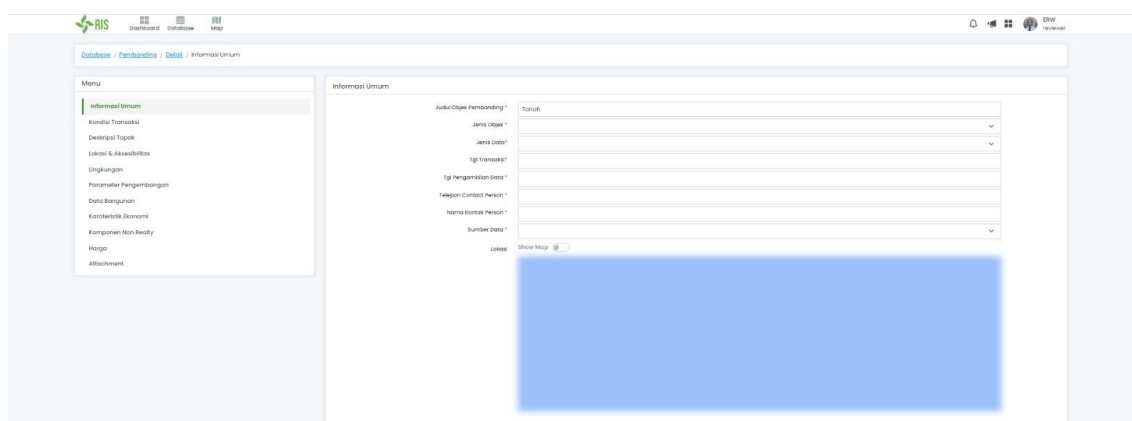 RIS
Dashboard Database Map
ERW
reviewer
Database / Pembanding / Detail / Informasi Umum
Menu
Informasi Umum
Kondisi Transaksi
Deskripsi Tapak
Lokasi & Aksesibilitas
Lingkungan
Parameter Pengembangan
Data Bangunan
Karateristik Ekonomi
Komponen Non Realty
Harga
Attachment
Informasi Umum
Judul Objek Pembanding * Tanah
Jenis Objek *
Jenis Data*
Tgl Transaksi*
Tgl Pengambilan Data *
Telepon Contact Person *
Nama Kontak Person *
Sumber Data *
Lokasi Show Map